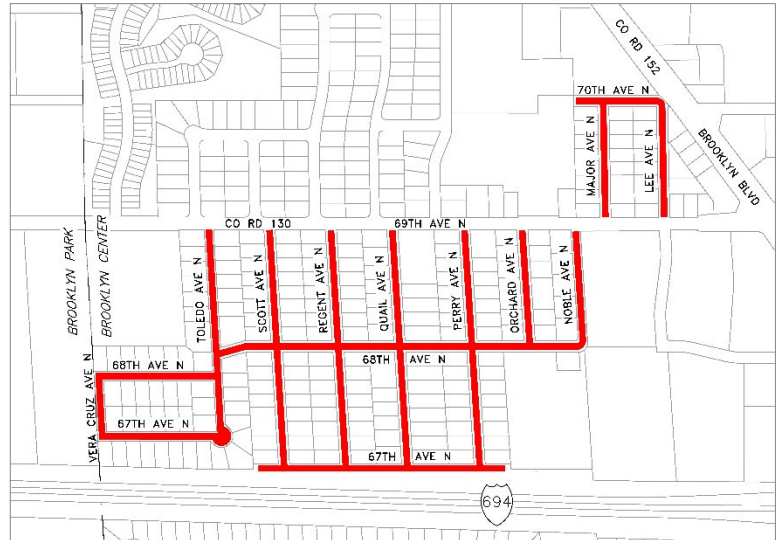 CO RD 152
70TH AVE N
MAJOR AVE N
LEE AVE N
BROOKLYN BLVD
BROOKLYN PARK
BROOKLYN CENTER
CO RD 130
69TH AVE N
TOLEDO AVE N
SCOTT AVE N
REGENT AVE N
QUAIL AVE N
PERRY AVE N
ORCHARD AVE N
NOBLE AVE N
68TH AVE N
68TH AVE N
VERA CRUZ AVE N
67TH AVE N
67TH AVE N
694